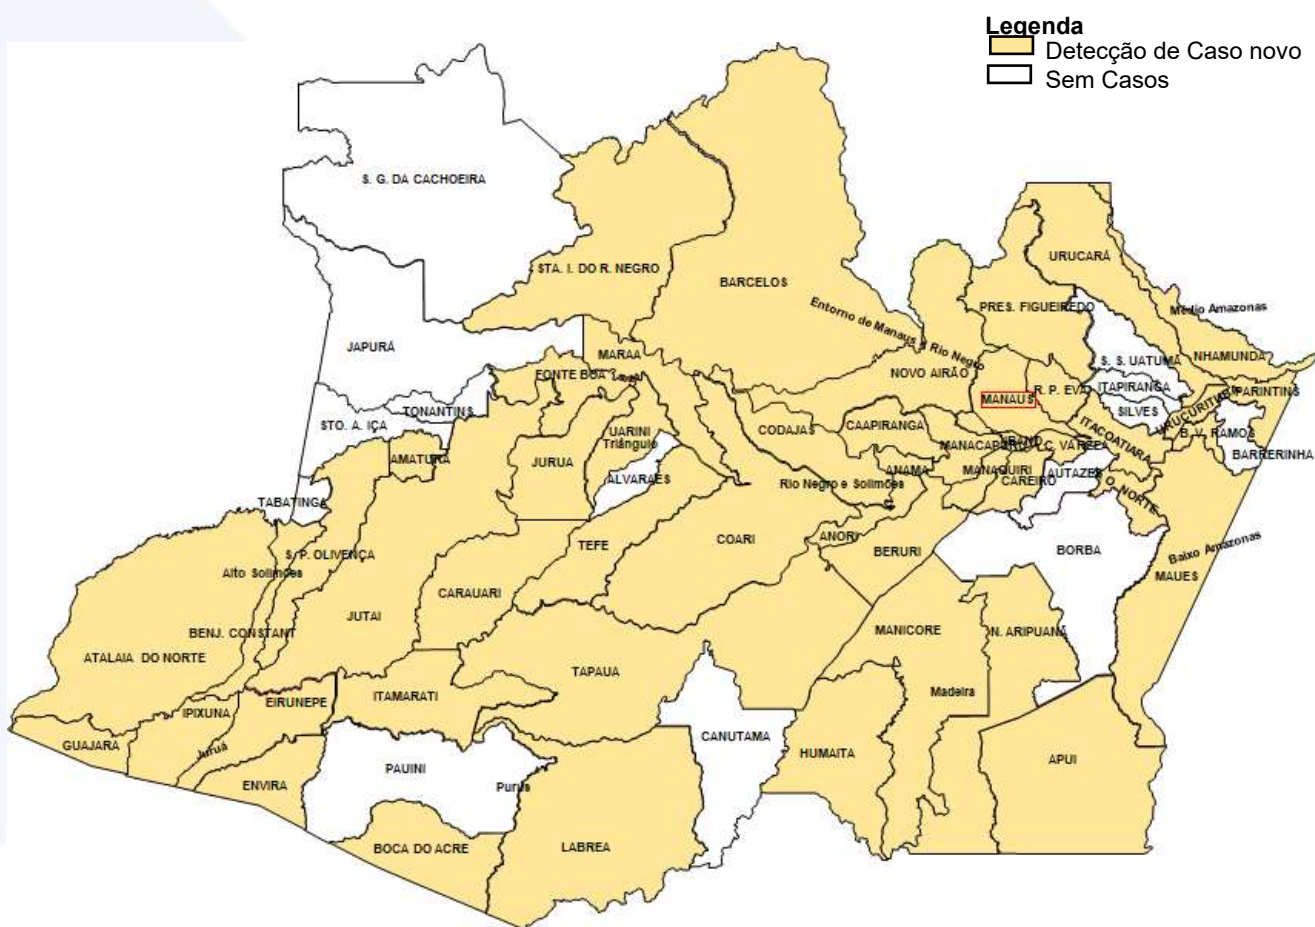 Legenda
Detecção de Caso novo
Sem Casos
S. G. DA CACHOEIRA
URUCARÁ
STA. I. DO R. NEGRO
BARCELOS
Entorno de Manaus e Rio Negro
PRES. FIGUEIREDO
Médio Amazonas
JAPURÁ
MARAA
FONTE BOA
NOVO AIRÃO
S. S. UATUMA
NHAMUNDA
ITAPIRANGA
R. P. EVA
PARINTINS
MANAUS
TONANTINS
SILVES
URUCURITUBA
STO. A. IÇA
CODAJAS
CAAPIRANGA
ITACOATIARA
UARINI
Triângulo
B. V. RAMOS
MANACAPURU
C. VARZEA
AMATURA
JURUA
BARRERINHA
ANAMA
MANAQUIRI
AUTAZES
ALVARAES
Rio Negro e Solimões
CAREIRO
O. NORTE
TABATINGA
ANORI
COARI
TEFE
BERURI
BORBA
S. P. OLIVENÇA
Baixo Amazonas
Alto Solimões
MAUES
CARAUARI
JUTAI
BENJ. CONSTANT
MANICORE
N. ARIPUANÃ
ATALAIA DO NORTE
TAPAUA
ITAMARATI
Madeira
EIRUNEPE
IPIXUNA
CANUTAMA
GUAJARA
Juruá
HUMAITA
APUI
PAUINI
ENVIRA
Purus
BOCA DO ACRE
LABREA